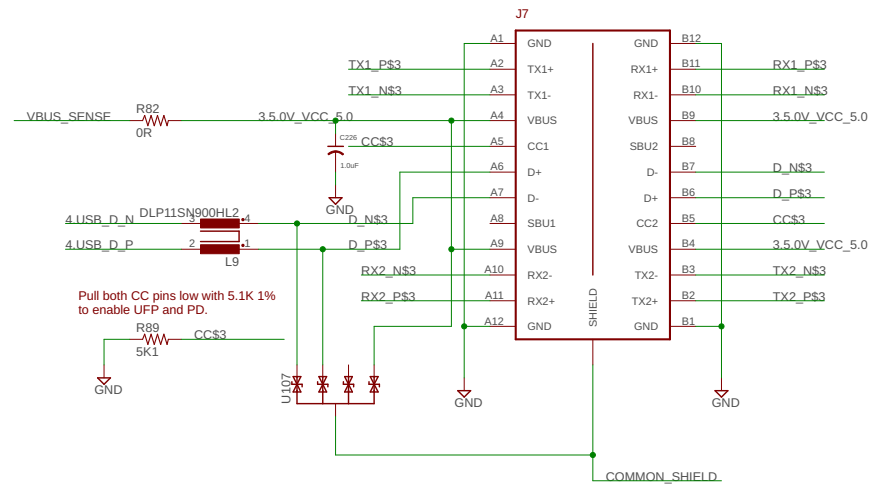 J7
A1 GND GND B12
TX1_P$3 A2 TX1+ RX1+ B11 RX1_P$3
TX1_N$3 A3 TX1- RX1- B10 RX1_N$3
R82
VBUS_SENSE 3.5.0V_VCC_5.0 A4 VBUS VBUS B9 3.5.0V_VCC_5.0
0R
C226
CC$3 A5 CC1 SBU2 B8
1.0uF
A6 D+ D- B7 D_N$3
A7 D- D+ B6 D_P$3
GND
DLP11SN900HL2
4.USB_D_N 3 4 D_N$3 A8 SBU1 CC2 B5 CC$3
4.USB_D_P 2 1 D_P$3 A9 VBUS VBUS B4 3.5.0V_VCC_5.0
L9
RX2_N$3 A10 RX2- TX2- B3 TX2_N$3
RX2_P$3 A11 RX2+ TX2+ B2 TX2_P$3
Pull both CC pins low with 5.1K 1%
to enable UFP and PD.
SHIELD
A12 GND GND B1
R89
CC$3
5K1
GND
U107
GND
GND
COMMON_SHIELD